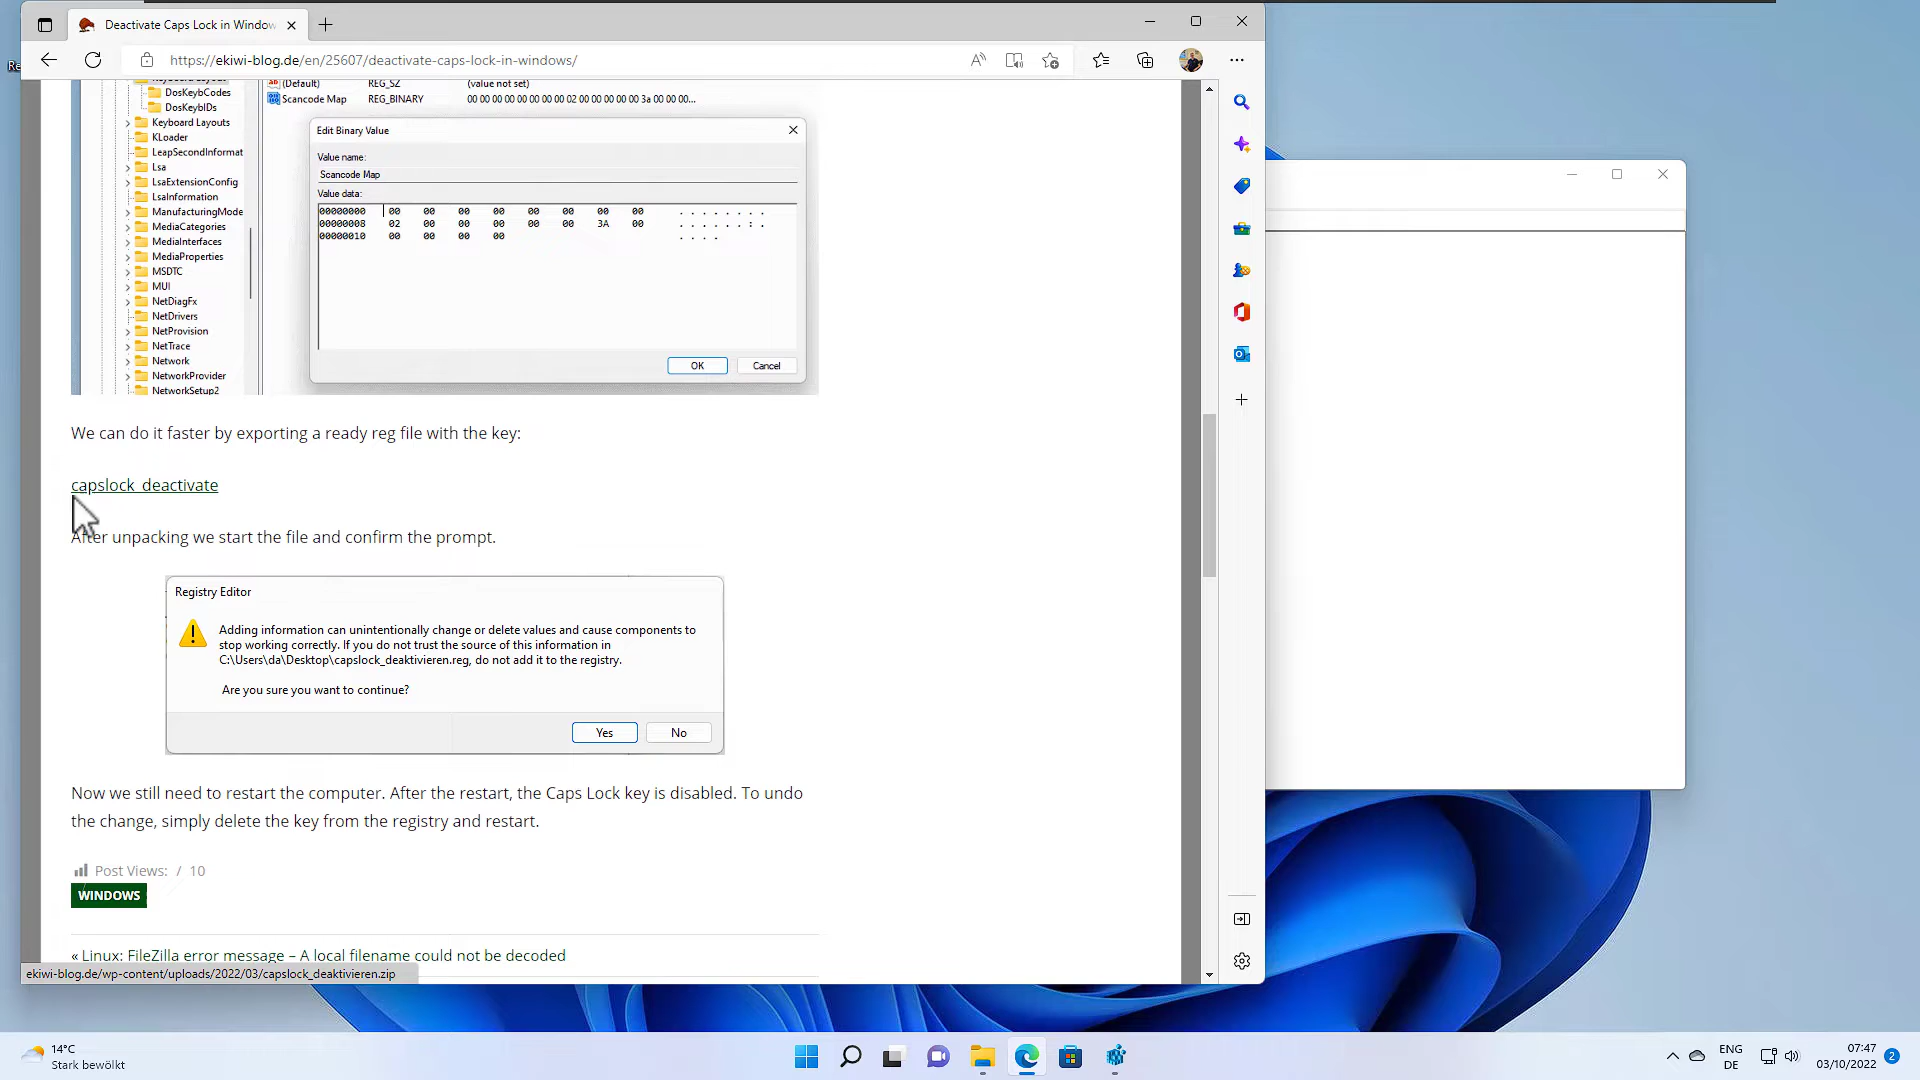 Deactivate Caps Lock in Window
https://ekiwi-blog.de/en/25607/deactivate-caps-lock-in-windows/
DosKeybCodes
DosKeybIDs
Keyboard Layouts
KLoader
LeapSecondInformat
Lsa
LsaExtensionConfig
LsaInformation
ManufacturingMode
MediaCategories
MediaInterfaces
MediaProperties
MSDTC
MUI
NetDiagFx
NetDrivers
NetProvision
NetTrace
Network
NetworkProvider
NetworkSetup2
(Default) REG_SZ (value not set)
Scancode Map REG_BINARY 00 00 00 00 00 00 00 00 02 00 00 00 00 00 3a 00 00 00...
Edit Binary Value
Value name:
Scancode Map
Value data:
00000000 00 00 00 00 00 00 00 00 . . . . . . . .
00000008 02 00 00 00 00 00 3A 00 . . . . . . : .
00000010 00 00 00 00 . . . .
OK Cancel
We can do it faster by exporting a ready reg file with the key:
capslock_deactivate
After unpacking we start the file and confirm the prompt.
Registry Editor
Adding information can unintentionally change or delete values and cause components to
stop working correctly. If you do not trust the source of this information in
C:\Users\da\Desktop\capslock_deaktivieren.reg, do not add it to the registry.
Are you sure you want to continue?
Yes No
Now we still need to restart the computer. After the restart, the Caps Lock key is disabled. To undo
the change, simply delete the key from the registry and restart.
Post Views: / 10
WINDOWS
« Linux: FileZilla error message – A local filename could not be decoded
ekiwi-blog.de/wp-content/uploads/2022/03/capslock_deaktivieren.zip
14°C
Stark bewölkt
ENG
DE
07:47
03/10/2022
2